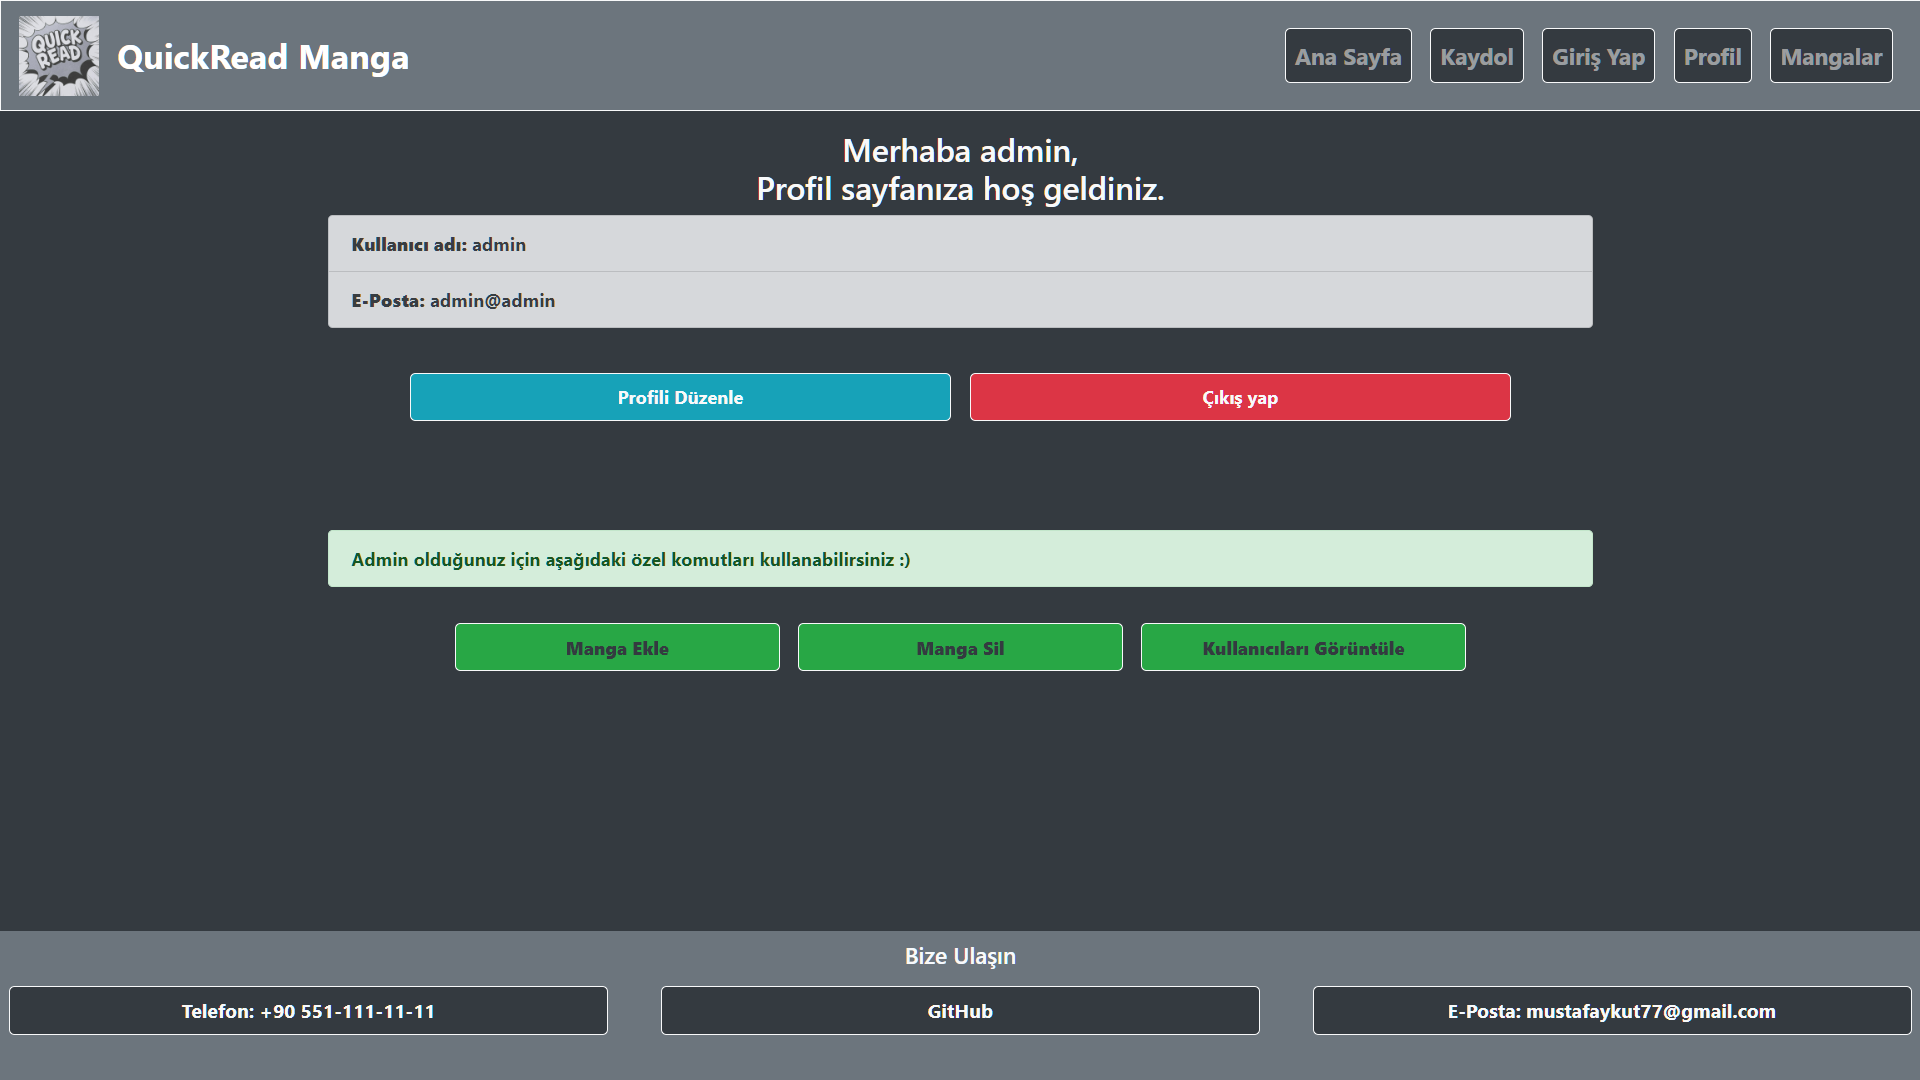 QUICK
READ
QuickRead Manga
Ana Sayfa
Kaydol
Giriş Yap
Profil
Mangalar
Merhaba admin,
Profil sayfanıza hoş geldiniz.
Kullanıcı adı: admin
E-Posta: admin@admin
Profili Düzenle
Çıkış yap
Admin olduğunuz için aşağıdaki özel komutları kullanabilirsiniz :)
Manga Ekle
Manga Sil
Kullanıcıları Görüntüle
Bize Ulaşın
Telefon: +90 551-111-11-11
GitHub
E-Posta: mustafaykut77@gmail.com